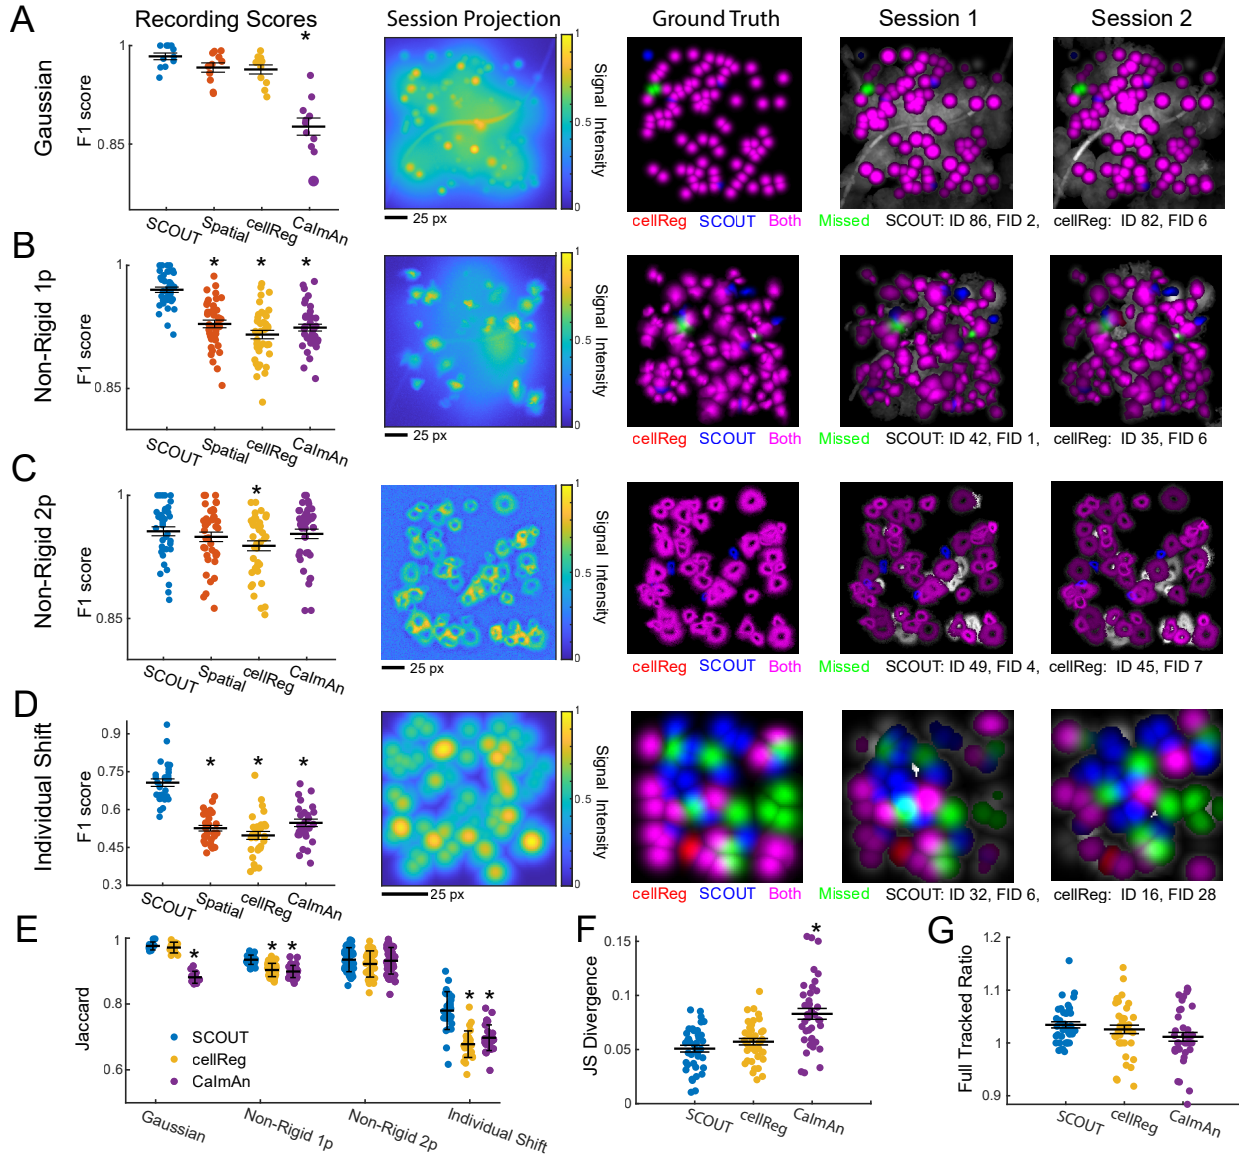 A
Recording Scores
Session Projection
Ground Truth
Session 1
Session 2
Gaussian
F1 score
1
0.85
*
SCOUT
Spatial
cellReg
CaImAn
25 px
1
0.5
0
Signal Intensity
cellReg SCOUT Both Missed SCOUT: ID 86, FID 2, cellReg: ID 82, FID 6
B
Non-Rigid 1p
F1 score
1
0.85
* * *
SCOUT
Spatial
cellReg
CaImAn
25 px
1
0.5
0
Signal Intensity
cellReg SCOUT Both Missed SCOUT: ID 42, FID 1, cellReg: ID 35, FID 6
C
Non-Rigid 2p
F1 score
1
0.85
*
SCOUT
Spatial
cellReg
CaImAn
25 px
1
0.5
0
Signal Intensity
cellReg SCOUT Both Missed SCOUT: ID 49, FID 4, cellReg: ID 45, FID 7
D
Individual Shift
F1 score
0.9
0.75
0.6
0.45
0.3
* * *
SCOUT
Spatial
cellReg
CaImAn
25 px
1
0.5
0
Signal Intensity
cellReg SCOUT Both Missed SCOUT: ID 32, FID 6, cellReg: ID 16, FID 28
E
Jaccard
1
0.8
0.6
*
* *
* *
SCOUT
cellReg
CaImAn
Gaussian
Non-Rigid 1p
Non-Rigid 2p
Individual Shift
F
JS Divergence
0.15
0.1
0.05
0
*
SCOUT
cellReg
CaImAn
G
Full Tracked Ratio
1.2
1.1
1
0.9
SCOUT
cellReg
CaImAn